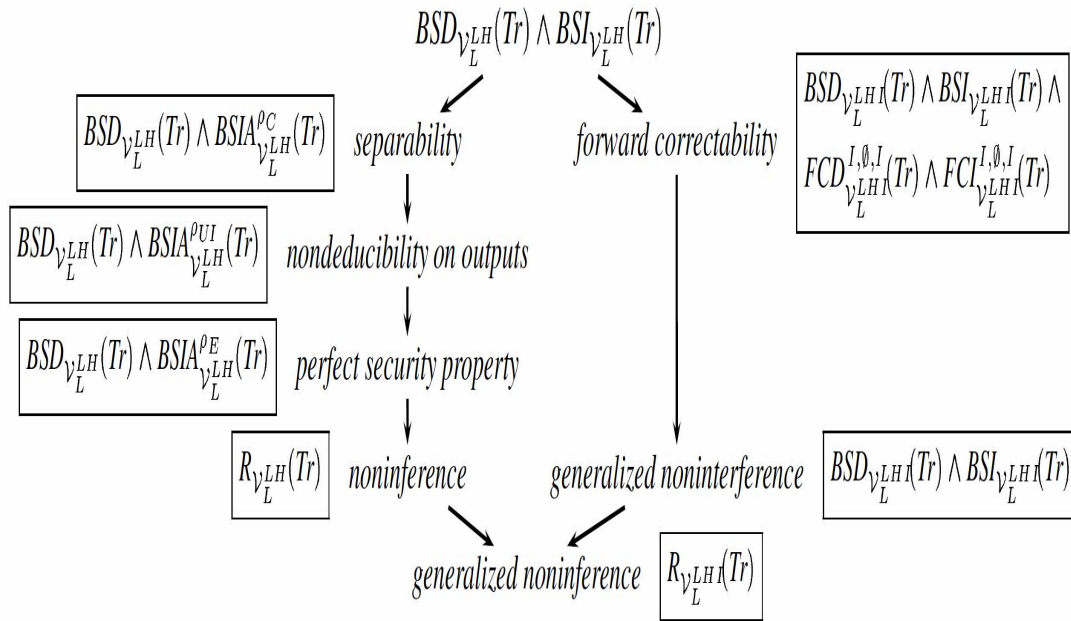 BSD_{𝒱_L^{LH}}(Tr) ∧ BSI_{𝒱_L^{LH}}(Tr)
BSD_{𝒱_L^{LH}}(Tr) ∧ BSIA^{ρ_C}_{𝒱_L^{LH}}(Tr)
separability
forward correctability
BSD_{𝒱_L^{LHI}}(Tr) ∧ BSI_{𝒱_L^{LHI}}(Tr) ∧
FCD^{I,∅,I}_{𝒱_L^{LHI}}(Tr) ∧ FCI^{I,∅,I}_{𝒱_L^{LHI}}(Tr)
BSD_{𝒱_L^{LH}}(Tr) ∧ BSIA^{ρ_{UI}}_{𝒱_L^{LH}}(Tr)
nondeducibility on outputs
BSD_{𝒱_L^{LH}}(Tr) ∧ BSIA^{ρ_E}_{𝒱_L^{LH}}(Tr)
perfect security property
R_{𝒱_L^{LH}}(Tr)
noninference
generalized noninterference
BSD_{𝒱_L^{LHI}}(Tr) ∧ BSI_{𝒱_L^{LHI}}(Tr)
generalized noninference
R_{𝒱_L^{LHI}}(Tr)